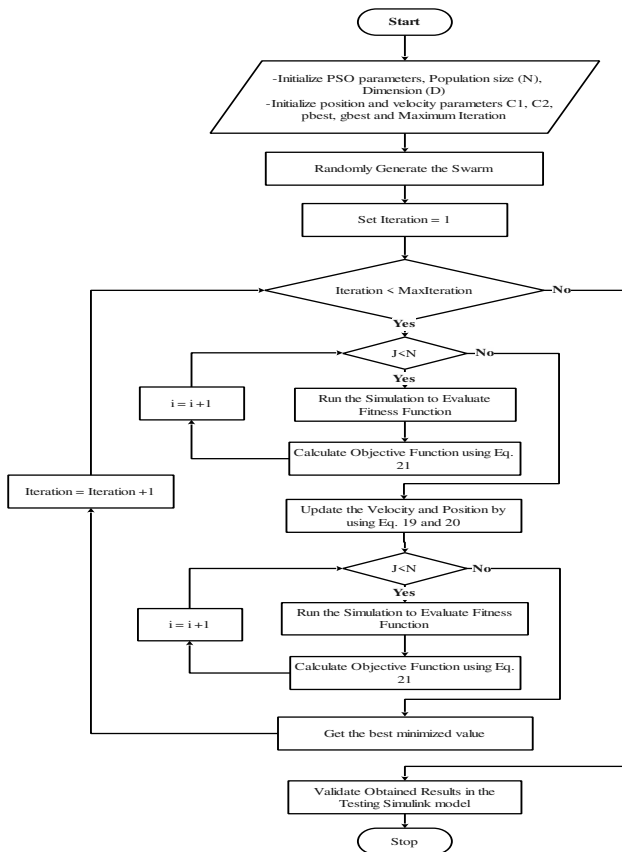 Start
-Initialize PSO parameters, Population size (N),
Dimension (D)
-Initialize position and velocity parameters C1, C2,
pbest, gbest and Maximum Iteration
Randomly Generate the Swarm
Set Iteration = 1
Iteration < MaxIteration
No
Yes
J<N
No
Yes
i = i +1
Run the Simulation to Evaluate
Fitness Function
Calculate Objective Function using Eq.
21
Iteration = Iteration +1
Update the Velocity and Position by
using Eq. 19 and 20
J<N
No
Yes
i = i +1
Run the Simulation to Evaluate Fitness
Function
Calculate Objective Function using Eq.
21
Get the best minimized value
Validate Obtained Results in the
Testing Simulink model
Stop